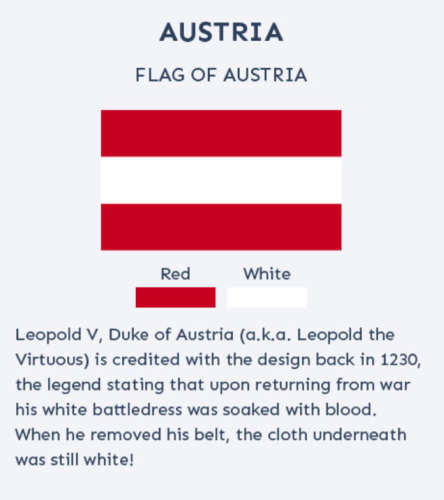 AUSTRIA
FLAG OF AUSTRIA
Red White
Leopold V, Duke of Austria (a.k.a. Leopold the
Virtuous) is credited with the design back in 1230,
the legend stating that upon returning from war
his white battledress was soaked with blood.
When he removed his belt, the cloth underneath
was still white!